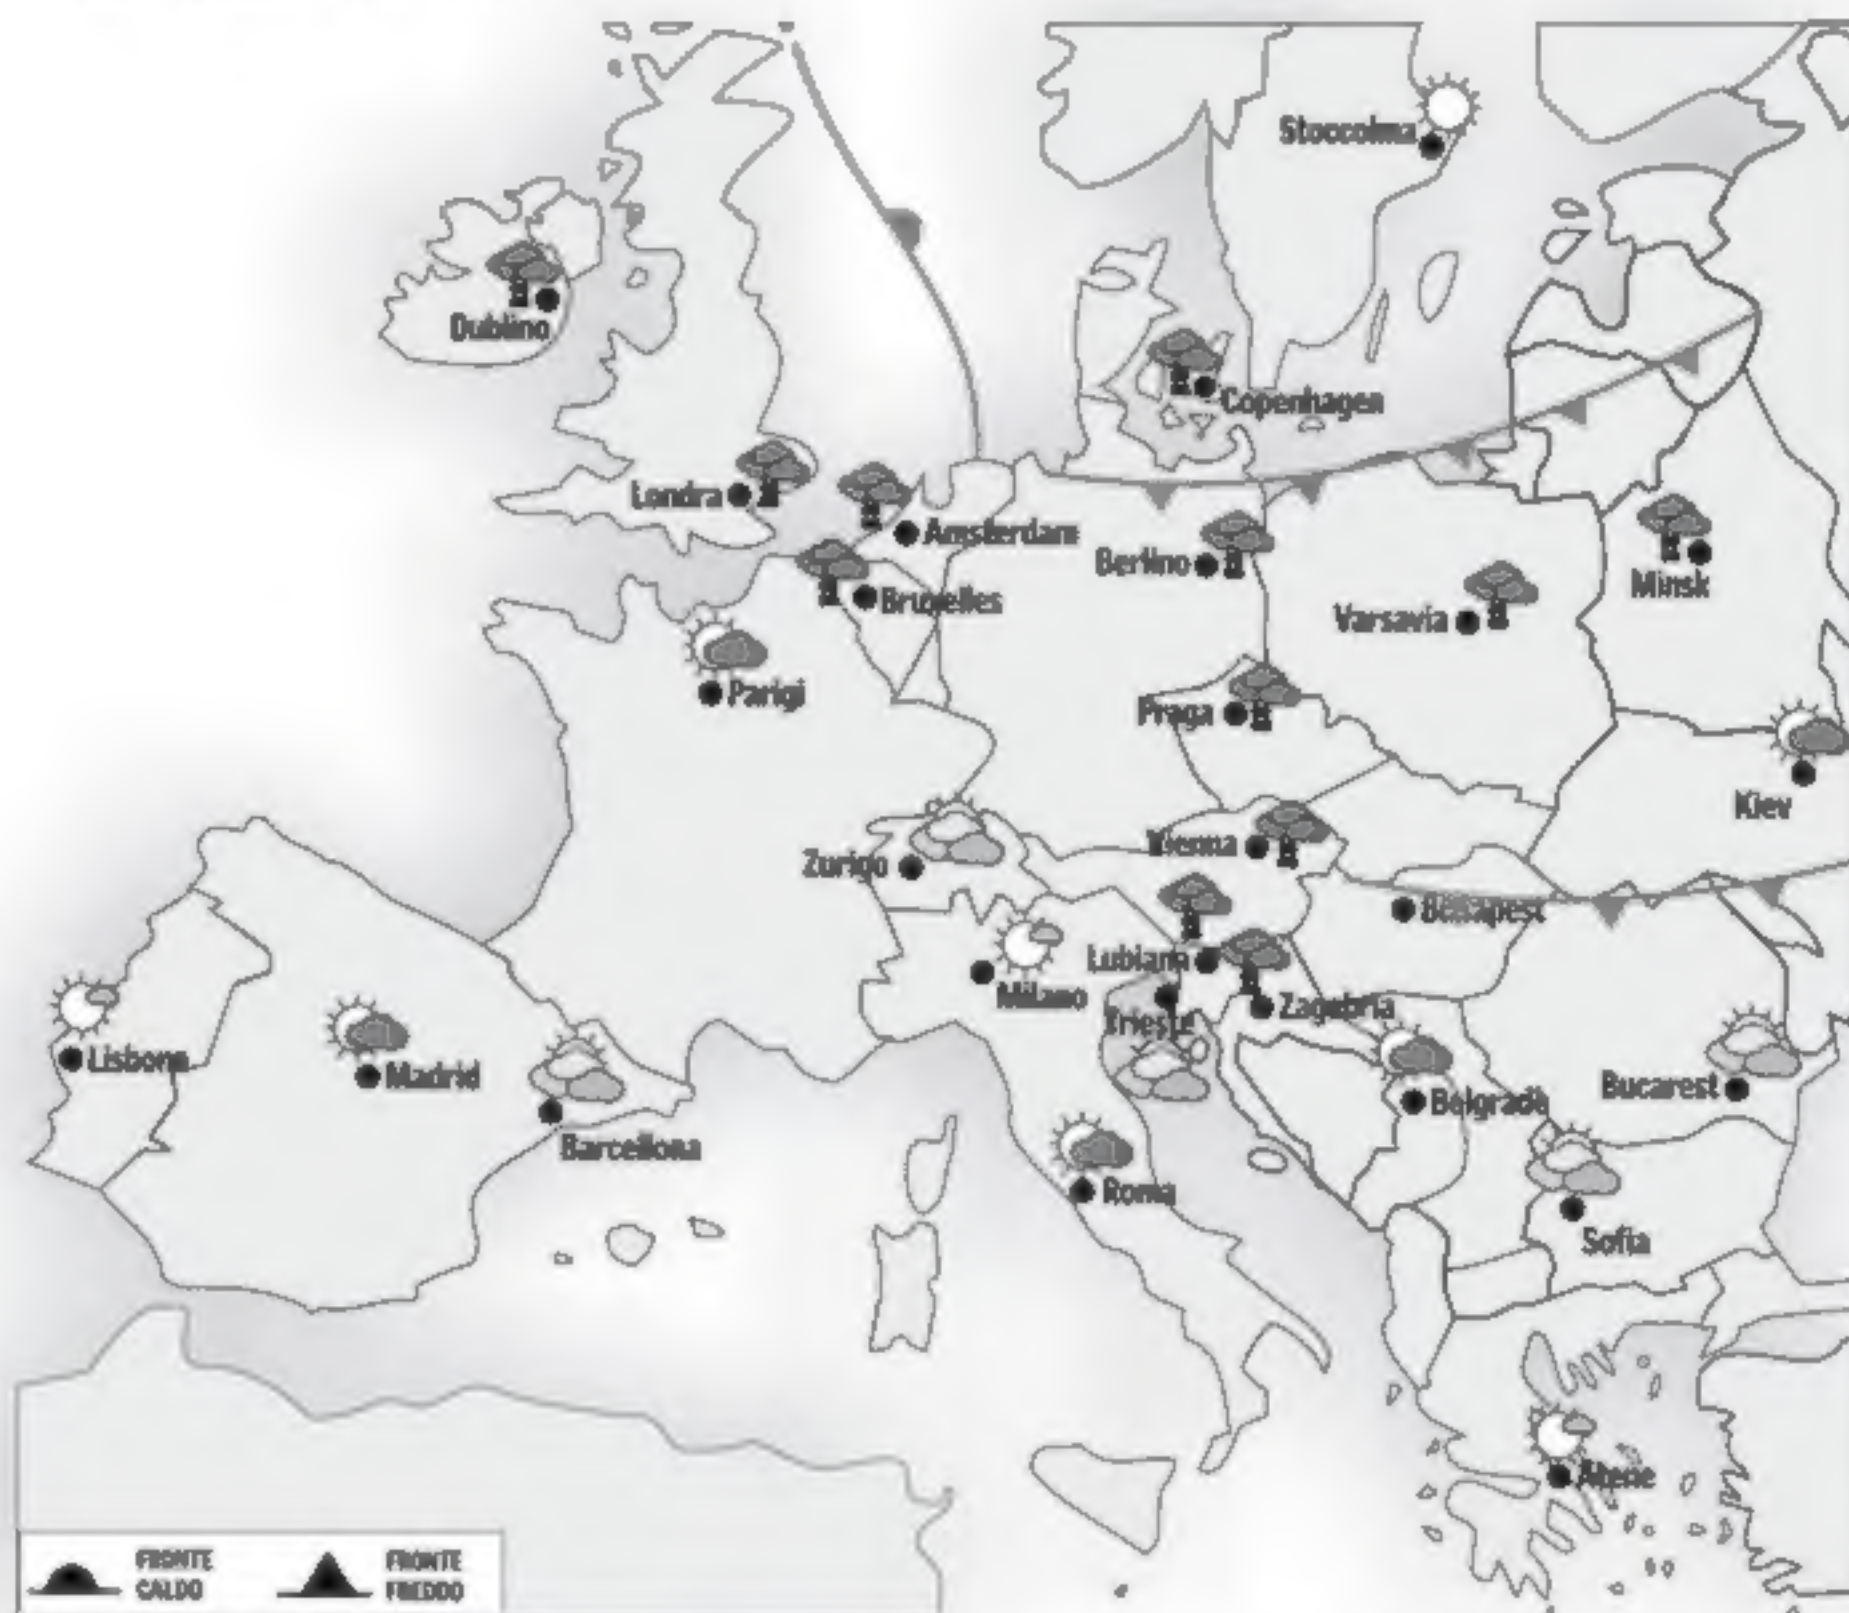 Stoccolma
Dublino
Copenhagen
Londra
Amsterdam
Berlino
Bruxelles
Minsk
Varsavia
Parigi
Praga
Kiev
Vienna
Zurigo
Budapest
Lubiana
Milano
Zagabria
Trieste
Lisbona
Madrid
Belgrado
Bucarest
Barcellona
Roma
Sofia
Atene
FRONTE
CALDO
FRONTE
FREDDO